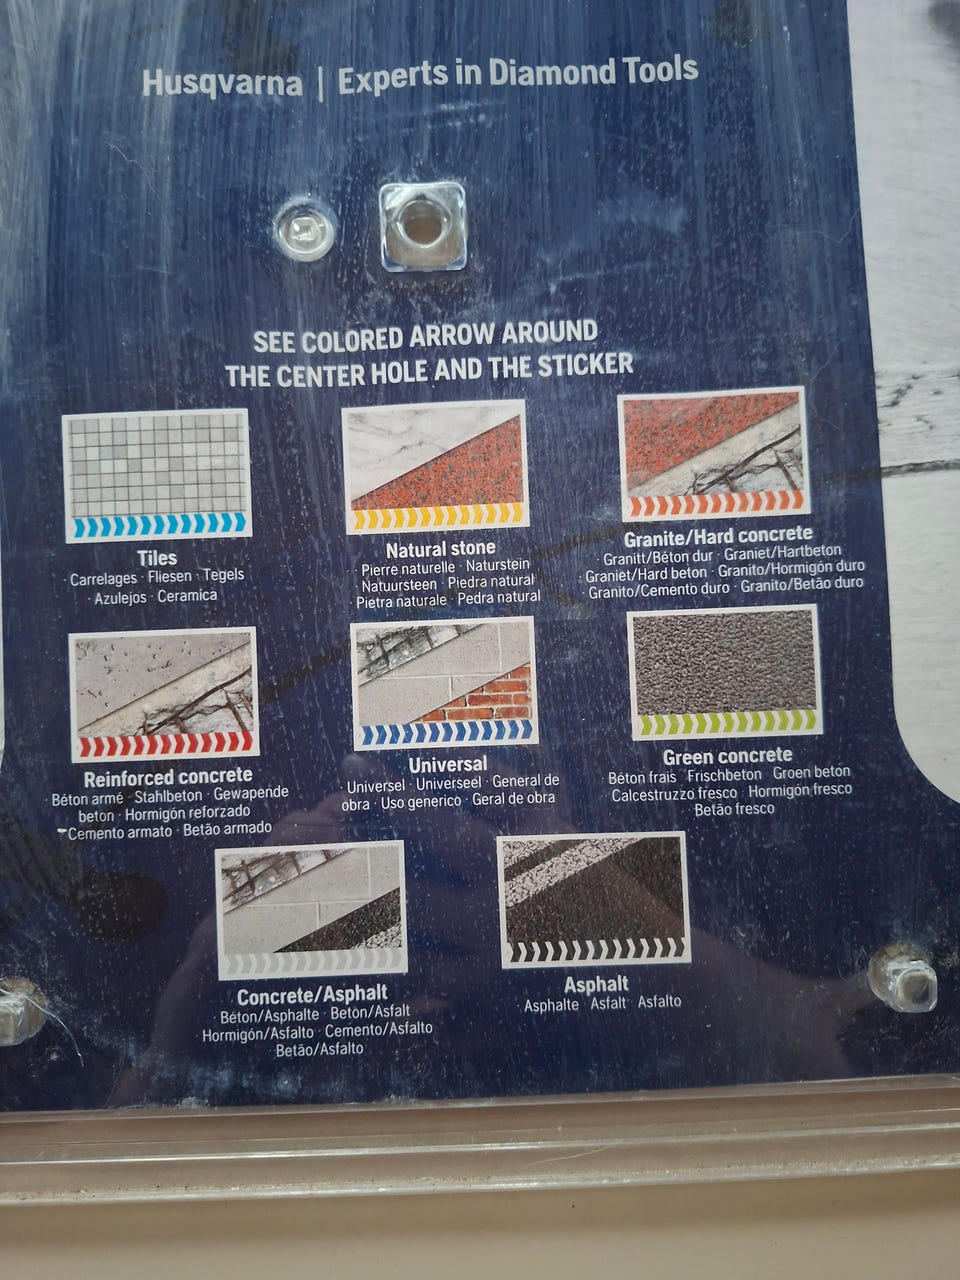 Husqvarna | Experts in Diamond Tools
SEE COLORED ARROW AROUND
THE CENTER HOLE AND THE STICKER
Tiles
· Carrelages · Fliesen · Tegels
· Azulejos · Ceramica
Natural stone
· Pierre naturelle · Naturstein
· Natuursteen · Piedra natural
· Pietra naturale · Pedra natural
Granite/Hard concrete
· Granitt/Béton dur · Graniet/Hartbeton
· Graniet/Hard beton · Granito/Hormigón duro
· Granito/Cemento duro · Granito/Betão duro
Reinforced concrete
· Béton armé · Stahlbeton · Gewapende
beton · Hormigón reforzado
· Cemento armato · Betão armado
Universal
· Universel · Universeel · General de
obra · Uso generico · Geral de obra
Green concrete
· Béton frais · Frischbeton · Groen beton
· Calcestruzzo fresco · Hormigón fresco
· Betão fresco
Concrete/Asphalt
· Béton/Asphalte · Beton/Asfalt
· Hormigón/Asfalto · Cemento/Asfalto
· Betão/Asfalto
Asphalt
· Asphalte · Asfalt · Asfalto